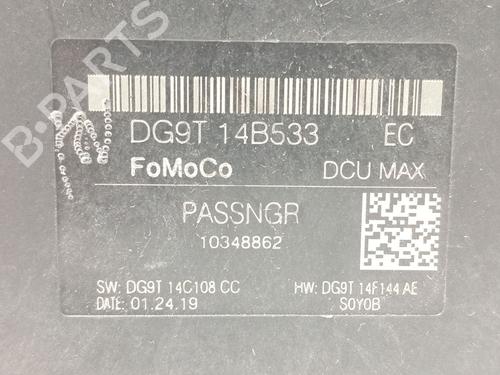 B-PARTS
DG9T 14B533 EC
FoMoCo DCU MAX
PASSNGR
10348862
SW: DG9T 14C108 CC HW: DG9T 14F144 AE
DATE: 01.24.19 S0Y0B